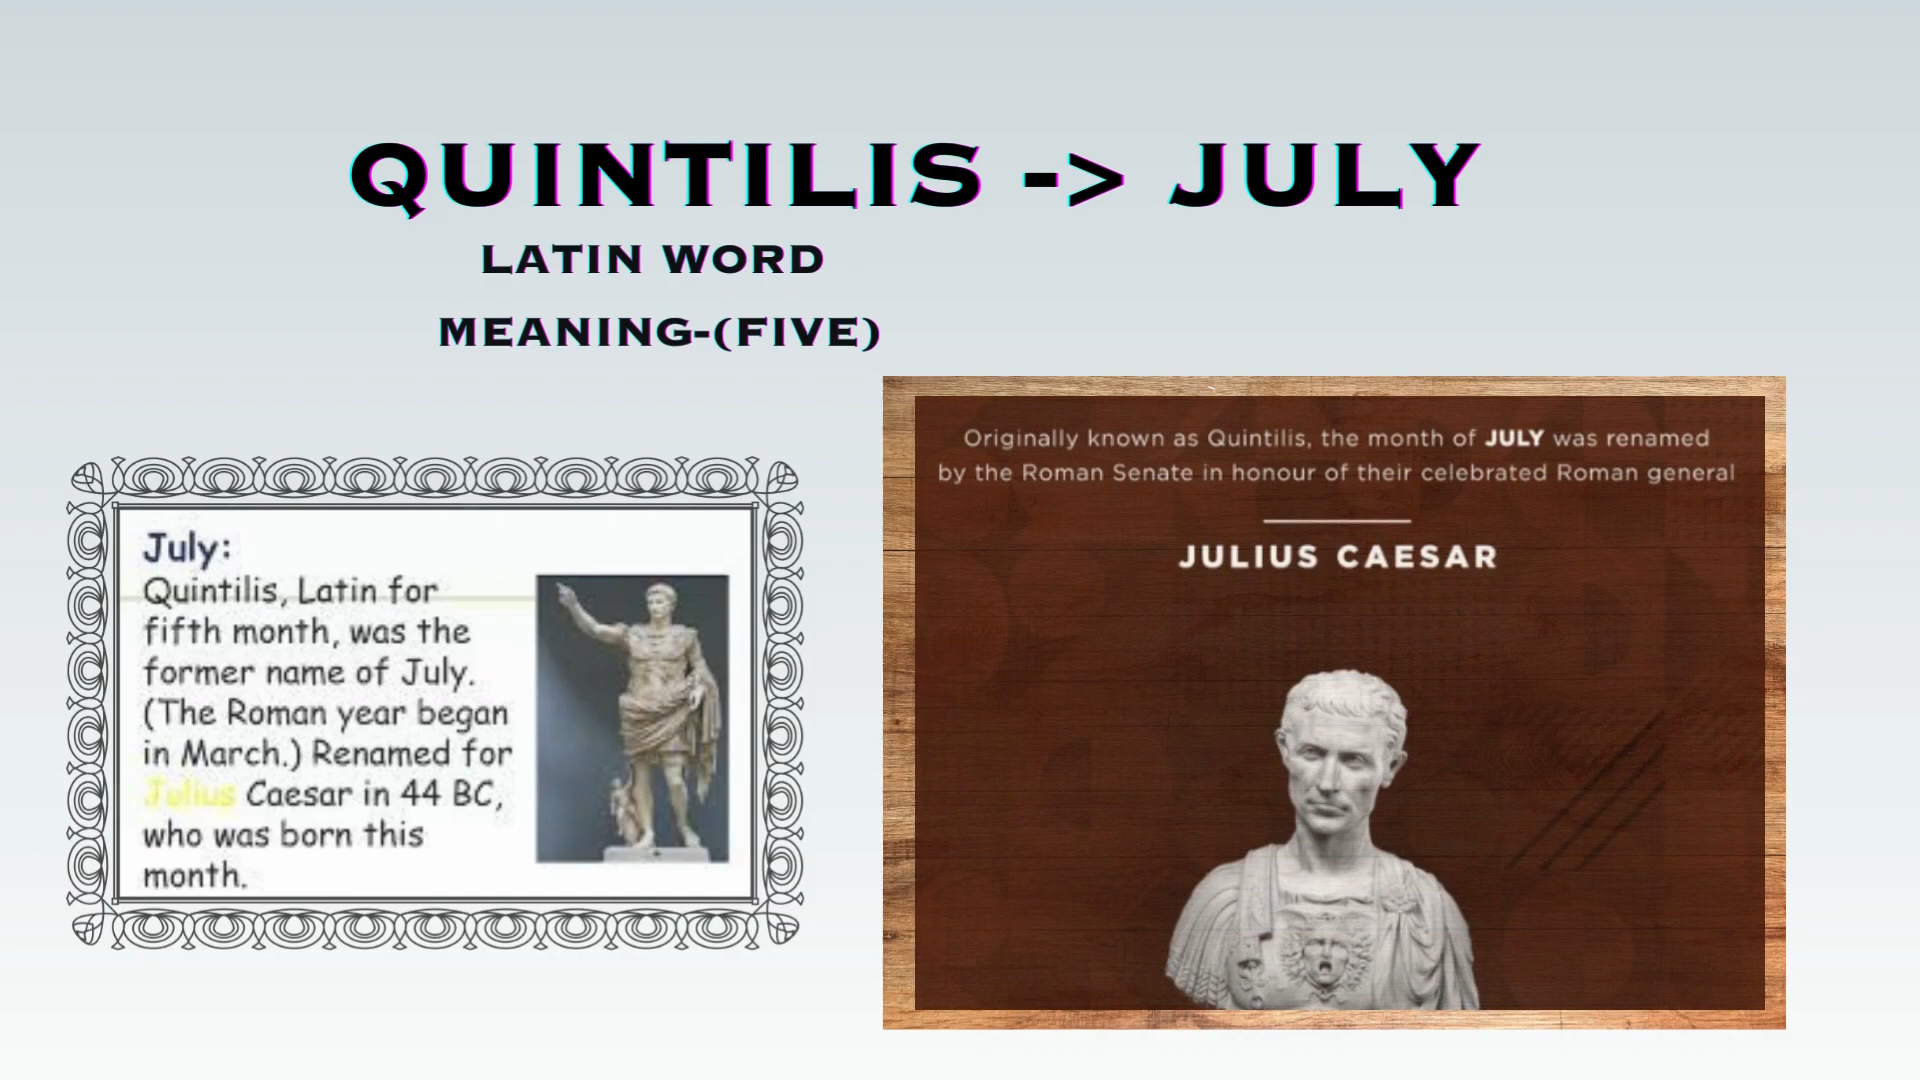 QUINTILIS -> JULY
LATIN WORD
MEANING-(FIVE)
July:
Quintilis, Latin for
fifth month, was the
former name of July.
(The Roman year began
in March.) Renamed for
Julius Caesar in 44 BC,
who was born this
month.
Originally known as Quintilis, the month of JULY was renamed
by the Roman Senate in honour of their celebrated Roman general
JULIUS CAESAR